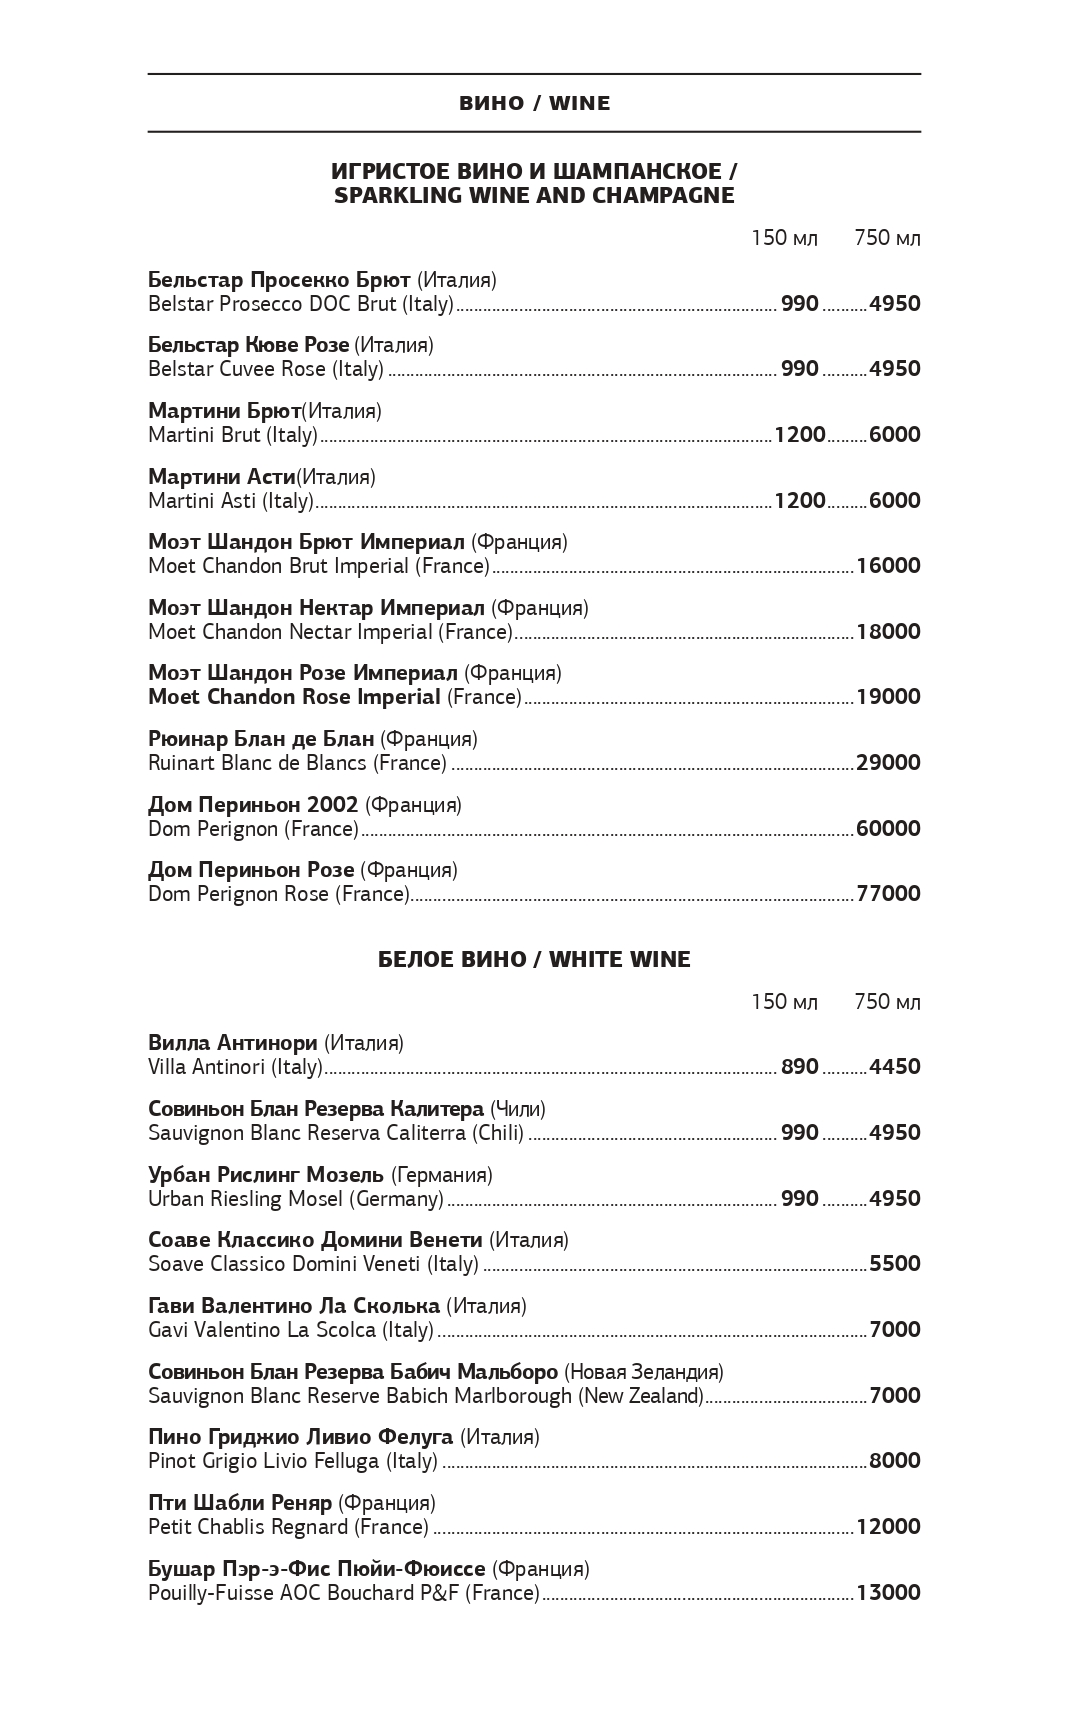 ВИНО / WINE
ИГРИСТОЕ ВИНО И ШАМПАНСКОЕ /
SPARKLING WINE AND CHAMPAGNE
150 мл 750 мл
Бельстар Просекко Брют (Италия)
Belstar Prosecco DOC Brut (Italy) 990 4950
Бельстар Кюве Розе (Италия)
Belstar Cuvee Rose (Italy) 990 4950
Мартини Брют(Италия)
Martini Brut (Italy) 1200 6000
Мартини Асти(Италия)
Martini Asti (Italy) 1200 6000
Моэт Шандон Брют Империал (Франция)
Moet Chandon Brut Imperial (France) 16000
Моэт Шандон Нектар Империал (Франция)
Moet Chandon Nectar Imperial (France) 18000
Моэт Шандон Розе Империал (Франция)
Moet Chandon Rose Imperial (France) 19000
Рюинар Блан де Блан (Франция)
Ruinart Blanc de Blancs (France) 29000
Дом Периньон 2002 (Франция)
Dom Perignon (France) 60000
Дом Периньон Розе (Франция)
Dom Perignon Rose (France) 77000
БЕЛОЕ ВИНО / WHITE WINE
150 мл 750 мл
Вилла Антинори (Италия)
Villa Antinori (Italy) 890 4450
Совиньон Блан Резерва Калитера (Чили)
Sauvignon Blanc Reserva Caliterra (Chili) 990 4950
Урбан Рислинг Мозель (Германия)
Urban Riesling Mosel (Germany) 990 4950
Соаве Классико Домини Венети (Италия)
Soave Classico Domini Veneti (Italy) 5500
Гави Валентино Ла Сколька (Италия)
Gavi Valentino La Scolca (Italy) 7000
Совиньон Блан Резерва Бабич Мальборо (Новая Зеландия)
Sauvignon Blanc Reserve Babich Marlborough (New Zealand) 7000
Пино Гриджио Ливио Фелуга (Италия)
Pinot Grigio Livio Felluga (Italy) 8000
Пти Шабли Реняр (Франция)
Petit Chablis Regnard (France) 12000
Бушар Пэр-э-Фис Пюйи-Фюиссе (Франция)
Pouilly-Fuisse AOC Bouchard P&F (France) 13000